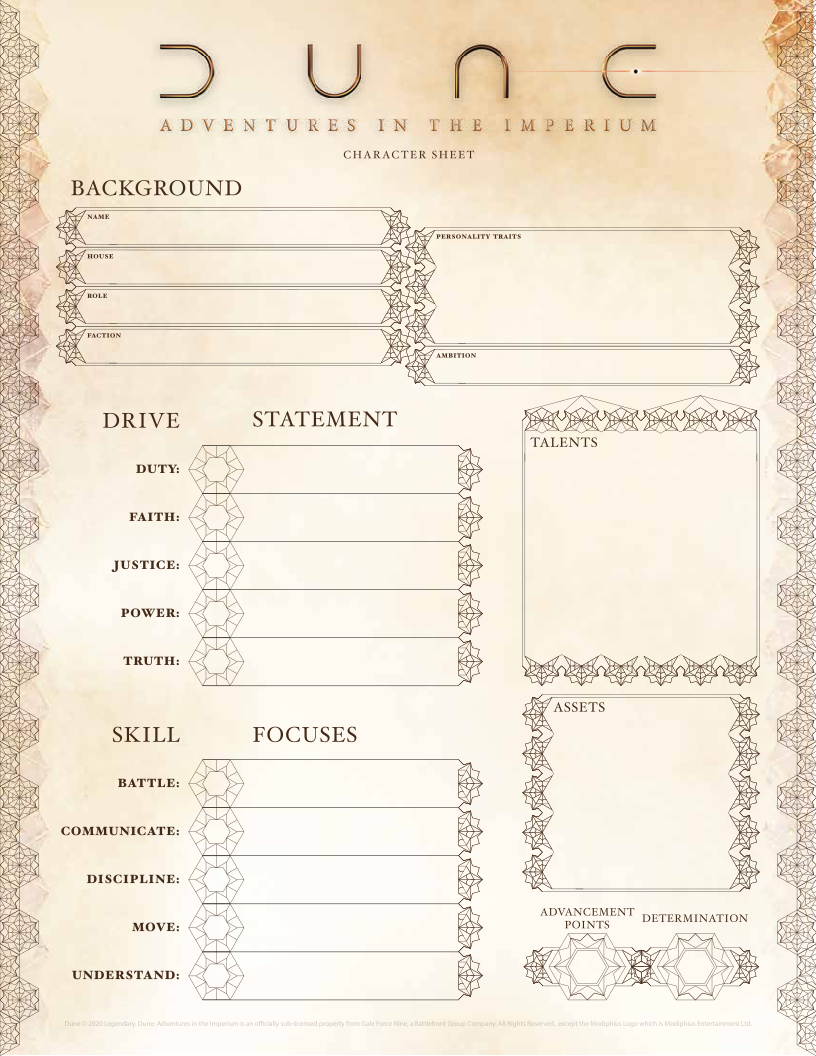 DUNE
ADVENTURES IN THE IMPERIUM
CHARACTER SHEET
BACKGROUND
NAME
HOUSE
ROLE
FACTION
PERSONALITY TRAITS
AMBITION
DRIVE STATEMENT
DUTY:
FAITH:
JUSTICE:
POWER:
TRUTH:
TALENTS
SKILL FOCUSES
BATTLE:
COMMUNICATE:
DISCIPLINE:
MOVE:
UNDERSTAND:
ASSETS
ADVANCEMENT
POINTS
DETERMINATION
Dune © 2020 Legendary. Dune: Adventures in the Imperium is an officially sub-licensed property from Gale Force Nine, a Battlefront Group Company. All Rights Reserved., except the Modiphius Logo which is Modiphius Entertainment Ltd.